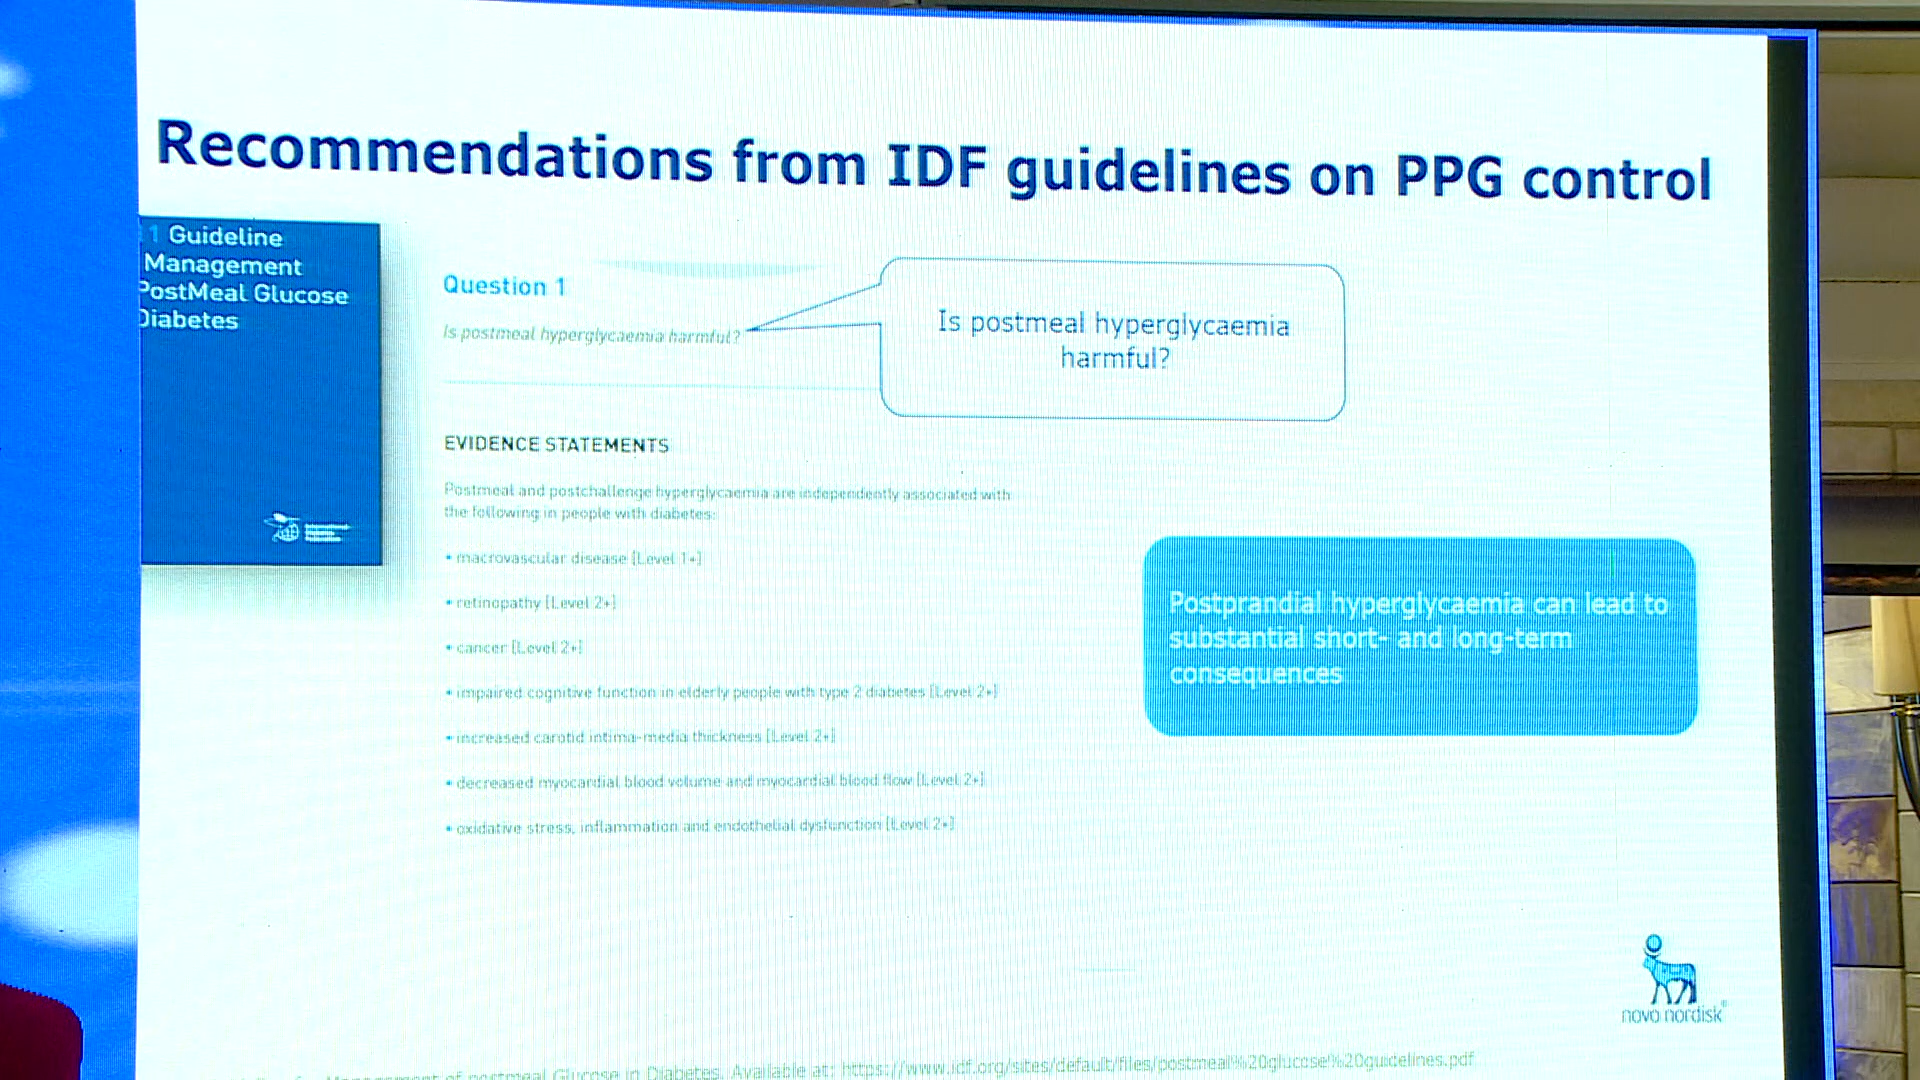 Recommendations from IDF guidelines on PPG control
1 Guideline
Management
PostMeal Glucose
Diabetes
Question 1
Is postmeal hyperglycaemia harmful?
Is postmeal hyperglycaemia
harmful?
EVIDENCE STATEMENTS
Postmeal and postchallenge hyperglycaemia are independently associated with
the following in people with diabetes:
• macrovascular disease [Level 1+]
• retinopathy [Level 2+]
• cancer [Level 2+]
• impaired cognitive function in elderly people with type 2 diabetes [Level 2+]
• increased carotid intima-media thickness [Level 2+]
• decreased myocardial blood volume and myocardial blood flow [Level 2+]
• oxidative stress, inflammation and endothelial dysfunction [Level 2+]
Postprandial hyperglycaemia can lead to
substantial short- and long-term
consequences
novo nordisk®
Management of postmeal Glucose in Diabetes. Available at: https://www.idf.org/sites/default/files/postmeal%20glucose%20guidelines.pdf